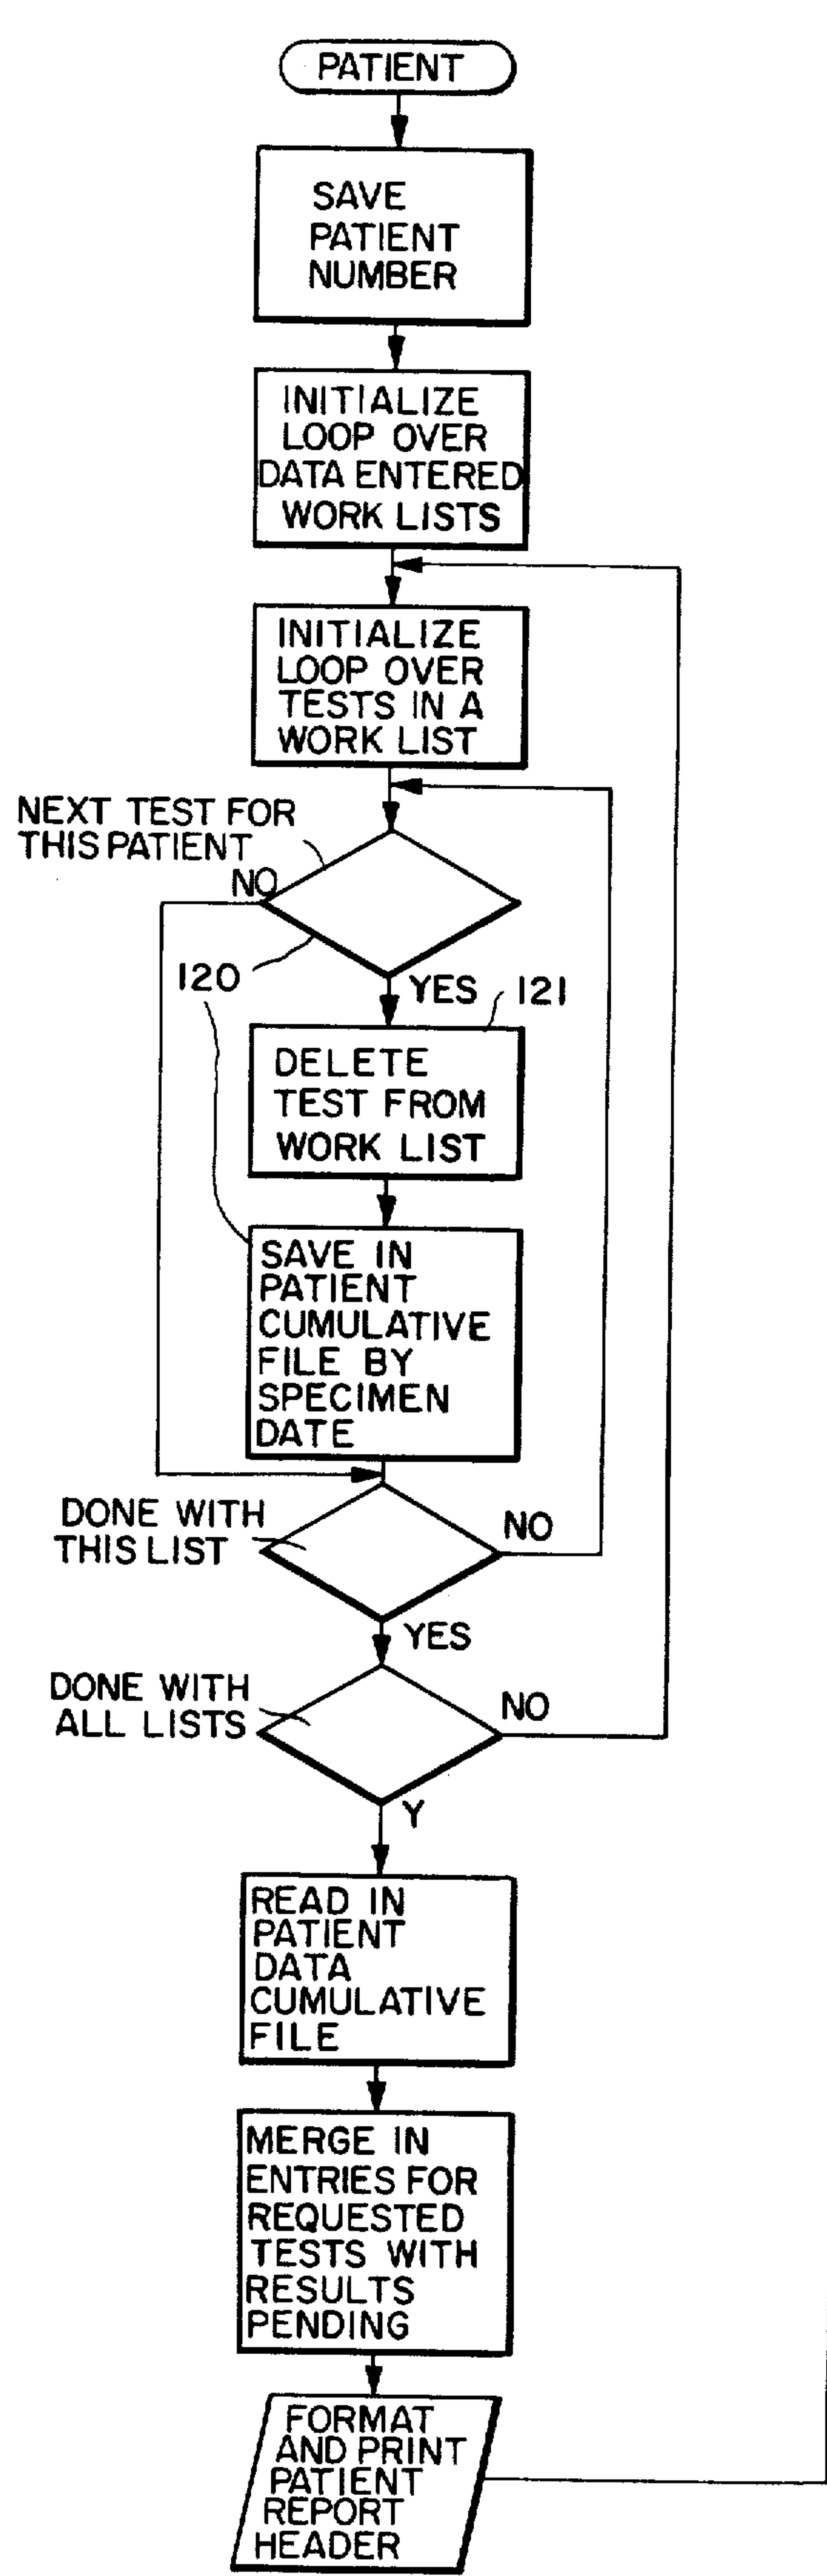 PATIENT
SAVE
PATIENT
NUMBER
INITIALIZE
LOOP OVER
DATA ENTERED
WORK LISTS
INITIALIZE
LOOP OVER
TESTS IN A
WORK LIST
NEXT TEST FOR
THIS PATIENT
NO
120
YES
121
DELETE
TEST FROM
WORK LIST
SAVE IN
PATIENT
CUMULATIVE
FILE BY
SPECIMEN
DATE
DONE WITH
THIS LIST
NO
YES
DONE WITH
ALL LISTS
NO
Y
READ IN
PATIENT
DATA
CUMULATIVE
FILE
MERGE IN
ENTRIES FOR
REQUESTED
TESTS WITH
RESULTS
PENDING
FORMAT
AND PRINT
PATIENT
REPORT
HEADER